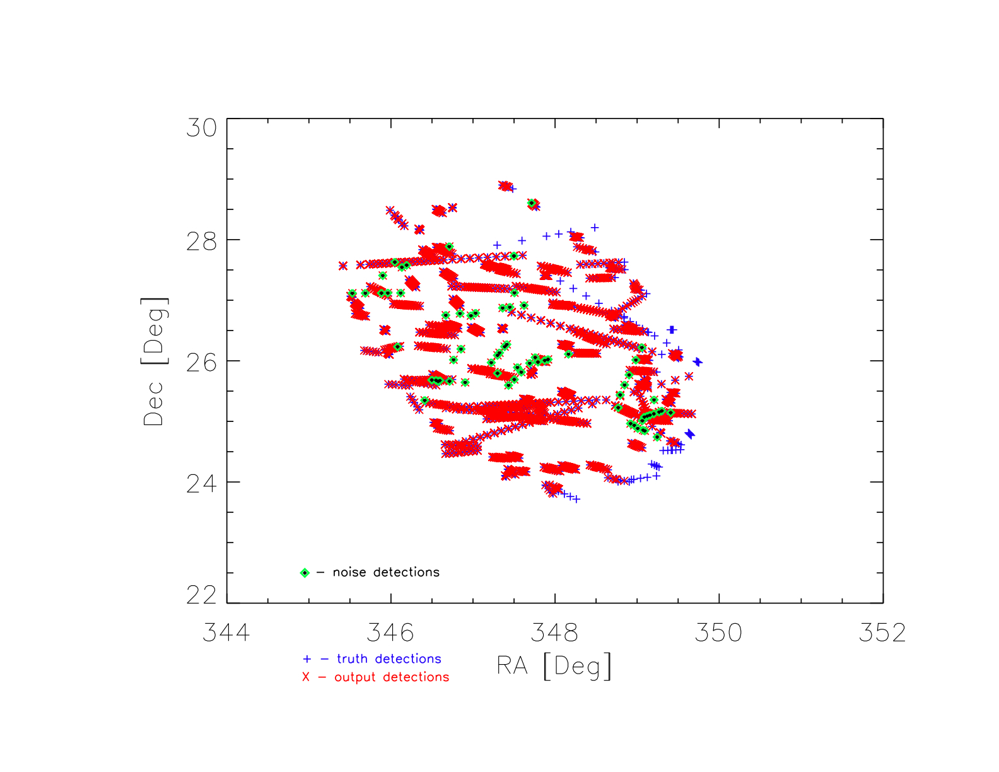 30
28
26
24
22
Dec [Deg]
– noise detections
344 346 348 350 352
RA [Deg]
+ – truth detections
X – output detections